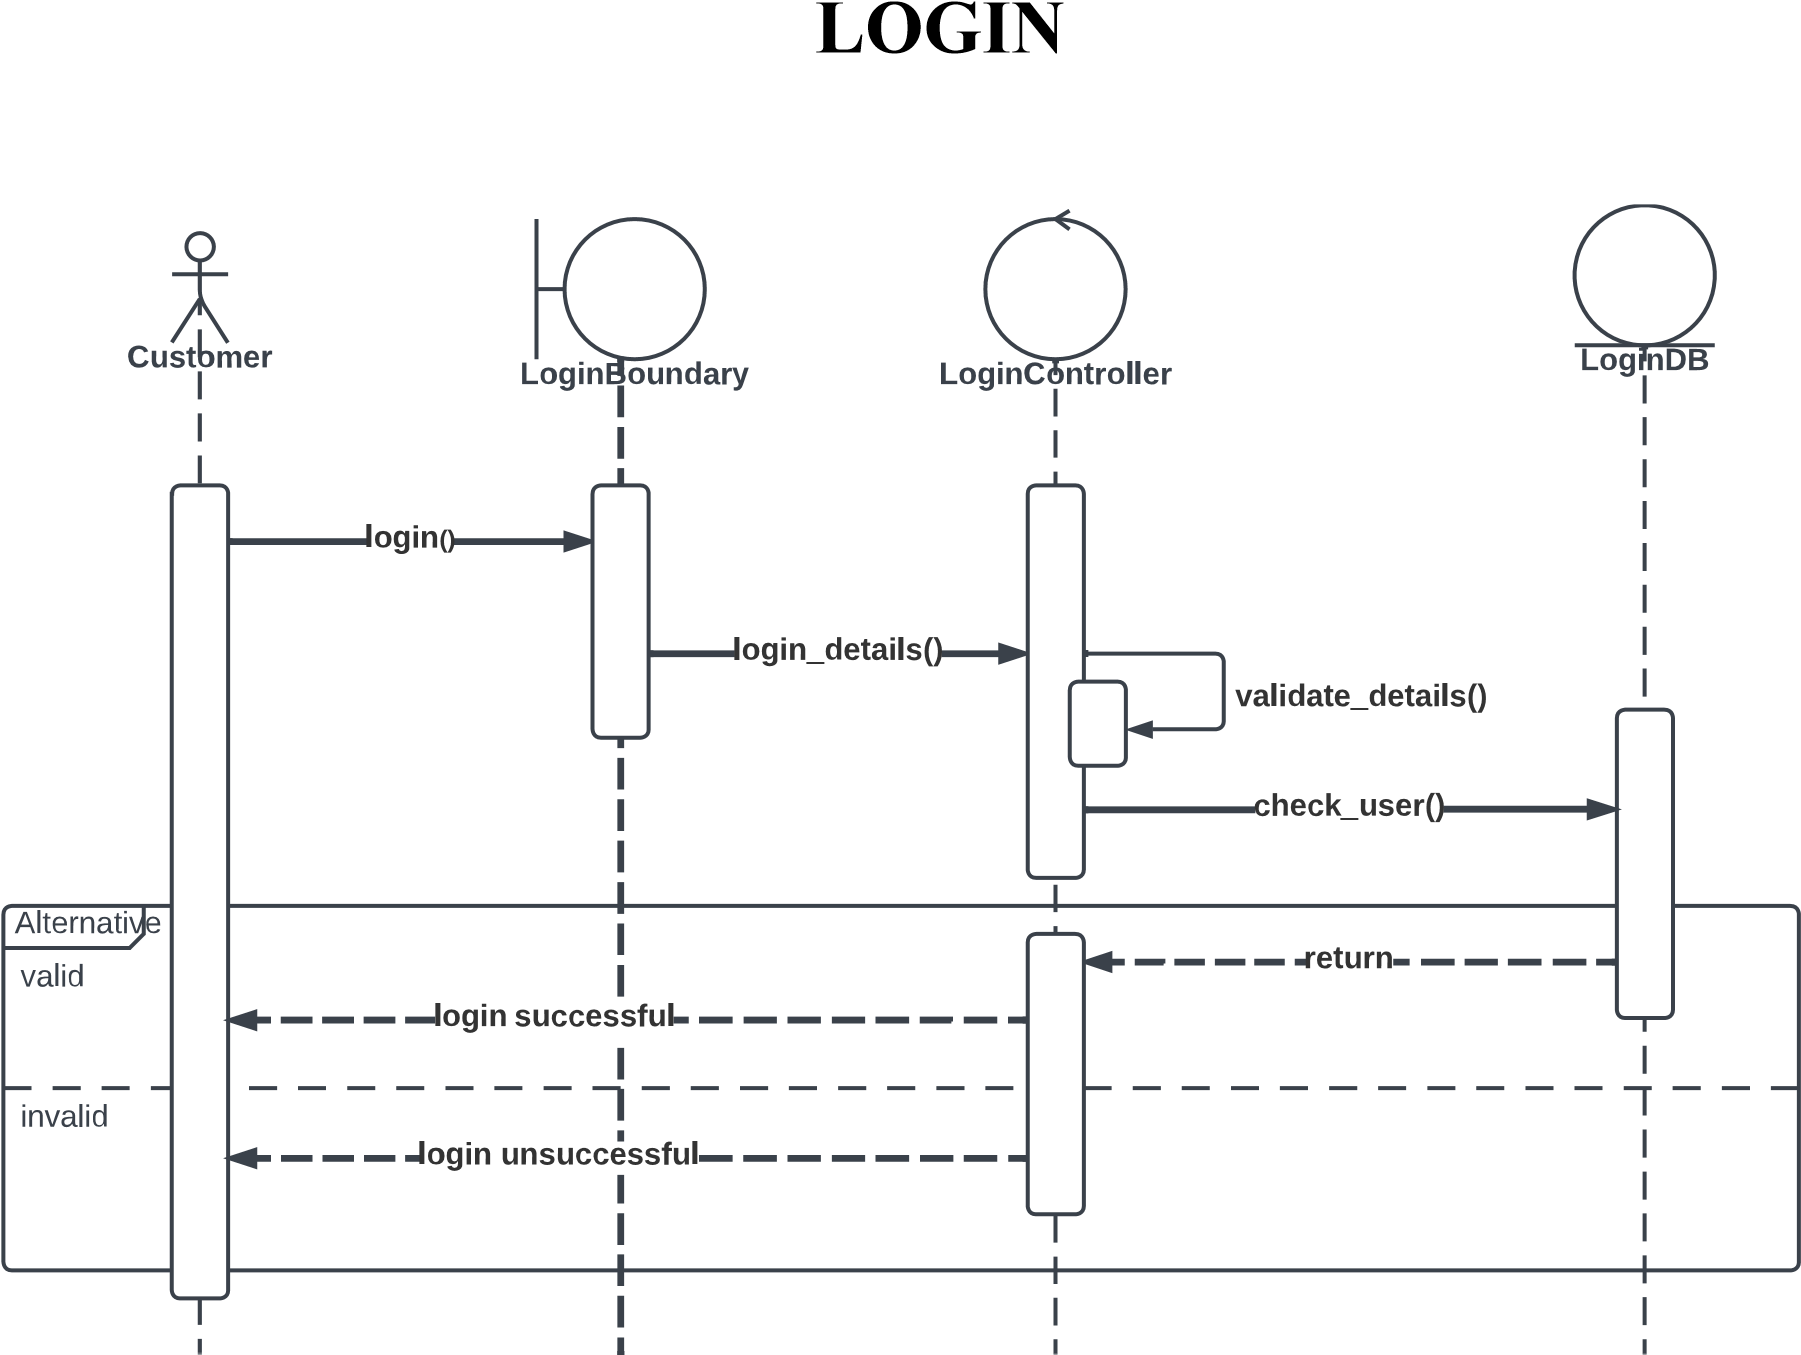 LOGIN
Customer
LoginBoundary
LoginController
LoginDB
login()
login_details()
validate_details()
check_user()
Alternative
return
valid
login successful
invalid
login unsuccessful